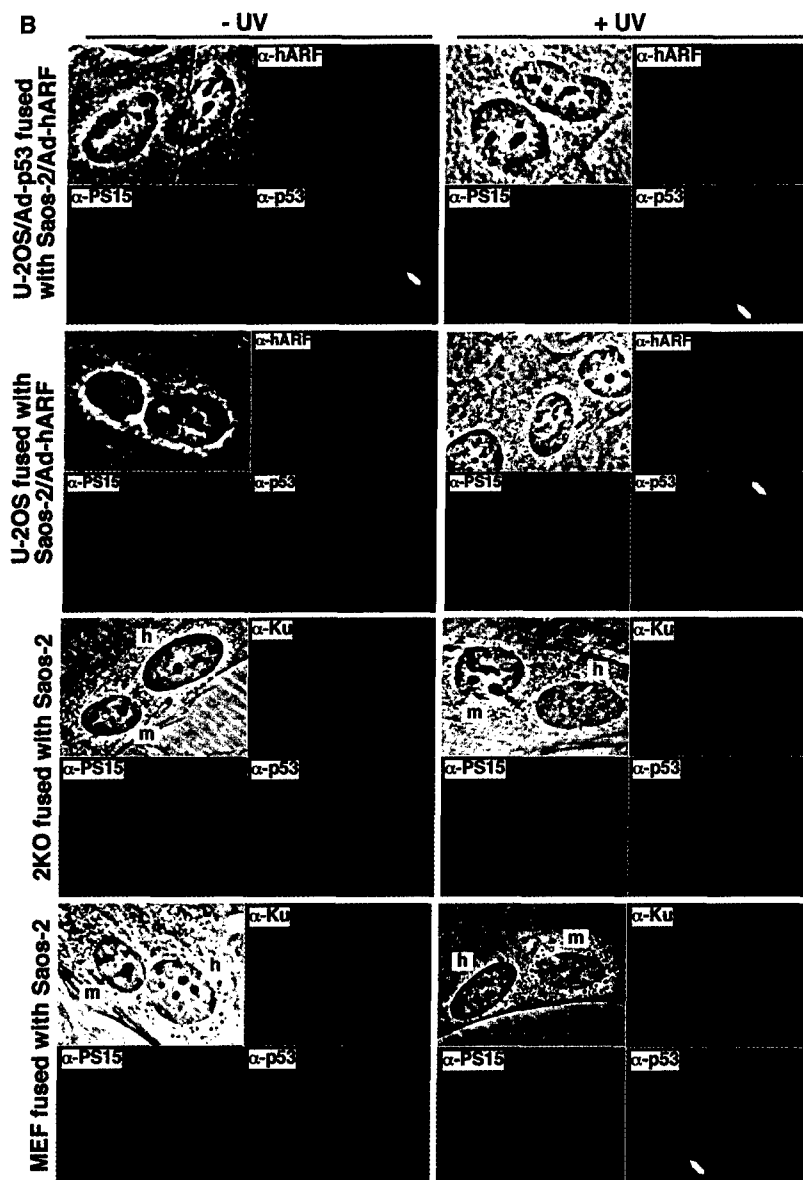 B
- UV
+ UV
U-2OS/Ad-p53 fused
with Saos-2/Ad-hARF
α-hARF
α-hARF
α-PS15
α-p53
α-PS15
α-p53
U-2OS fused with
Saos-2/Ad-hARF
α-hARF
α-hARF
α-PS15
α-p53
α-PS15
α-p53
2KO fused with Saos-2
h
α-Ku
h
α-Ku
m
m
α-PS15
α-p53
α-PS15
α-p53
MEF fused with Saos-2
α-Ku
α-Ku
h
m
m
h
α-PS15
α-p53
α-PS15
α-p53